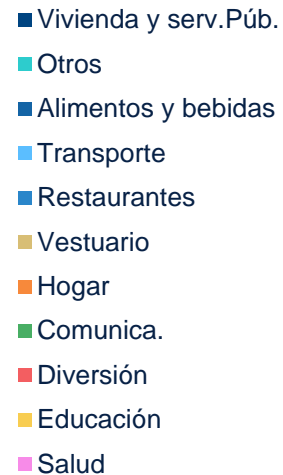 Vivienda y serv.Púb.
Otros
Alimentos y bebidas
Transporte
Restaurantes
Vestuario
Hogar
Comunica.
Diversión
Educación
Salud